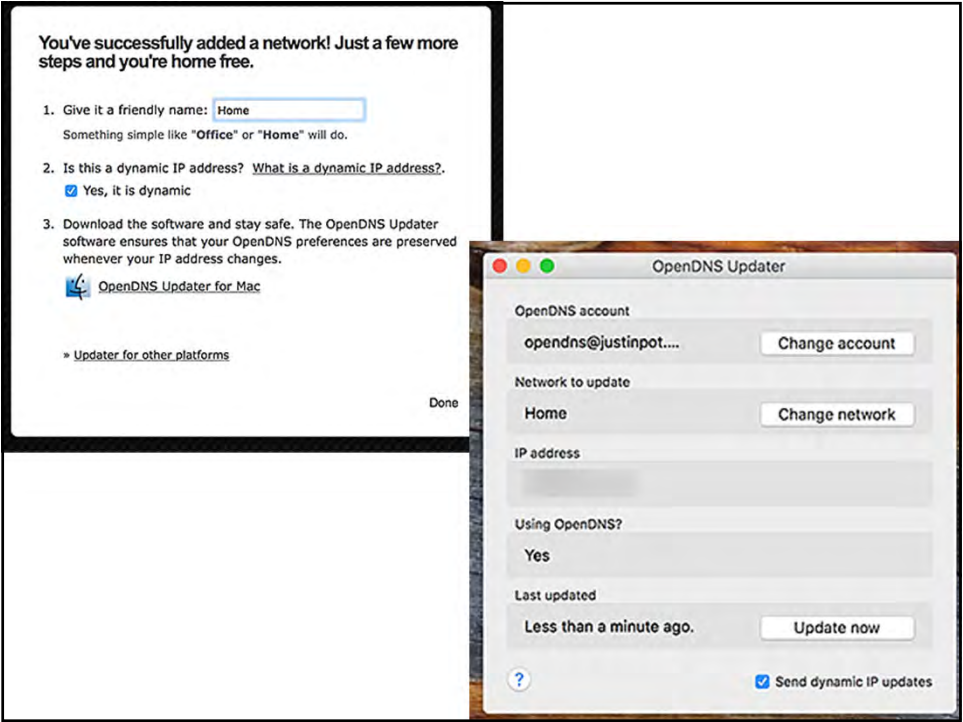 You've successfully added a network! Just a few more
steps and you're home free.
1. Give it a friendly name: Home
Something simple like "Office" or "Home" will do.
2. Is this a dynamic IP address? What is a dynamic IP address?.
Yes, it is dynamic
3. Download the software and stay safe. The OpenDNS Updater
software ensures that your OpenDNS preferences are preserved
whenever your IP address changes.
OpenDNS Updater for Mac
» Updater for other platforms
Done
OpenDNS Updater
OpenDNS account
opendns@justinpot.... Change account
Network to update
Home Change network
IP address
Using OpenDNS?
Yes
Last updated
Less than a minute ago. Update now
? Send dynamic IP updates